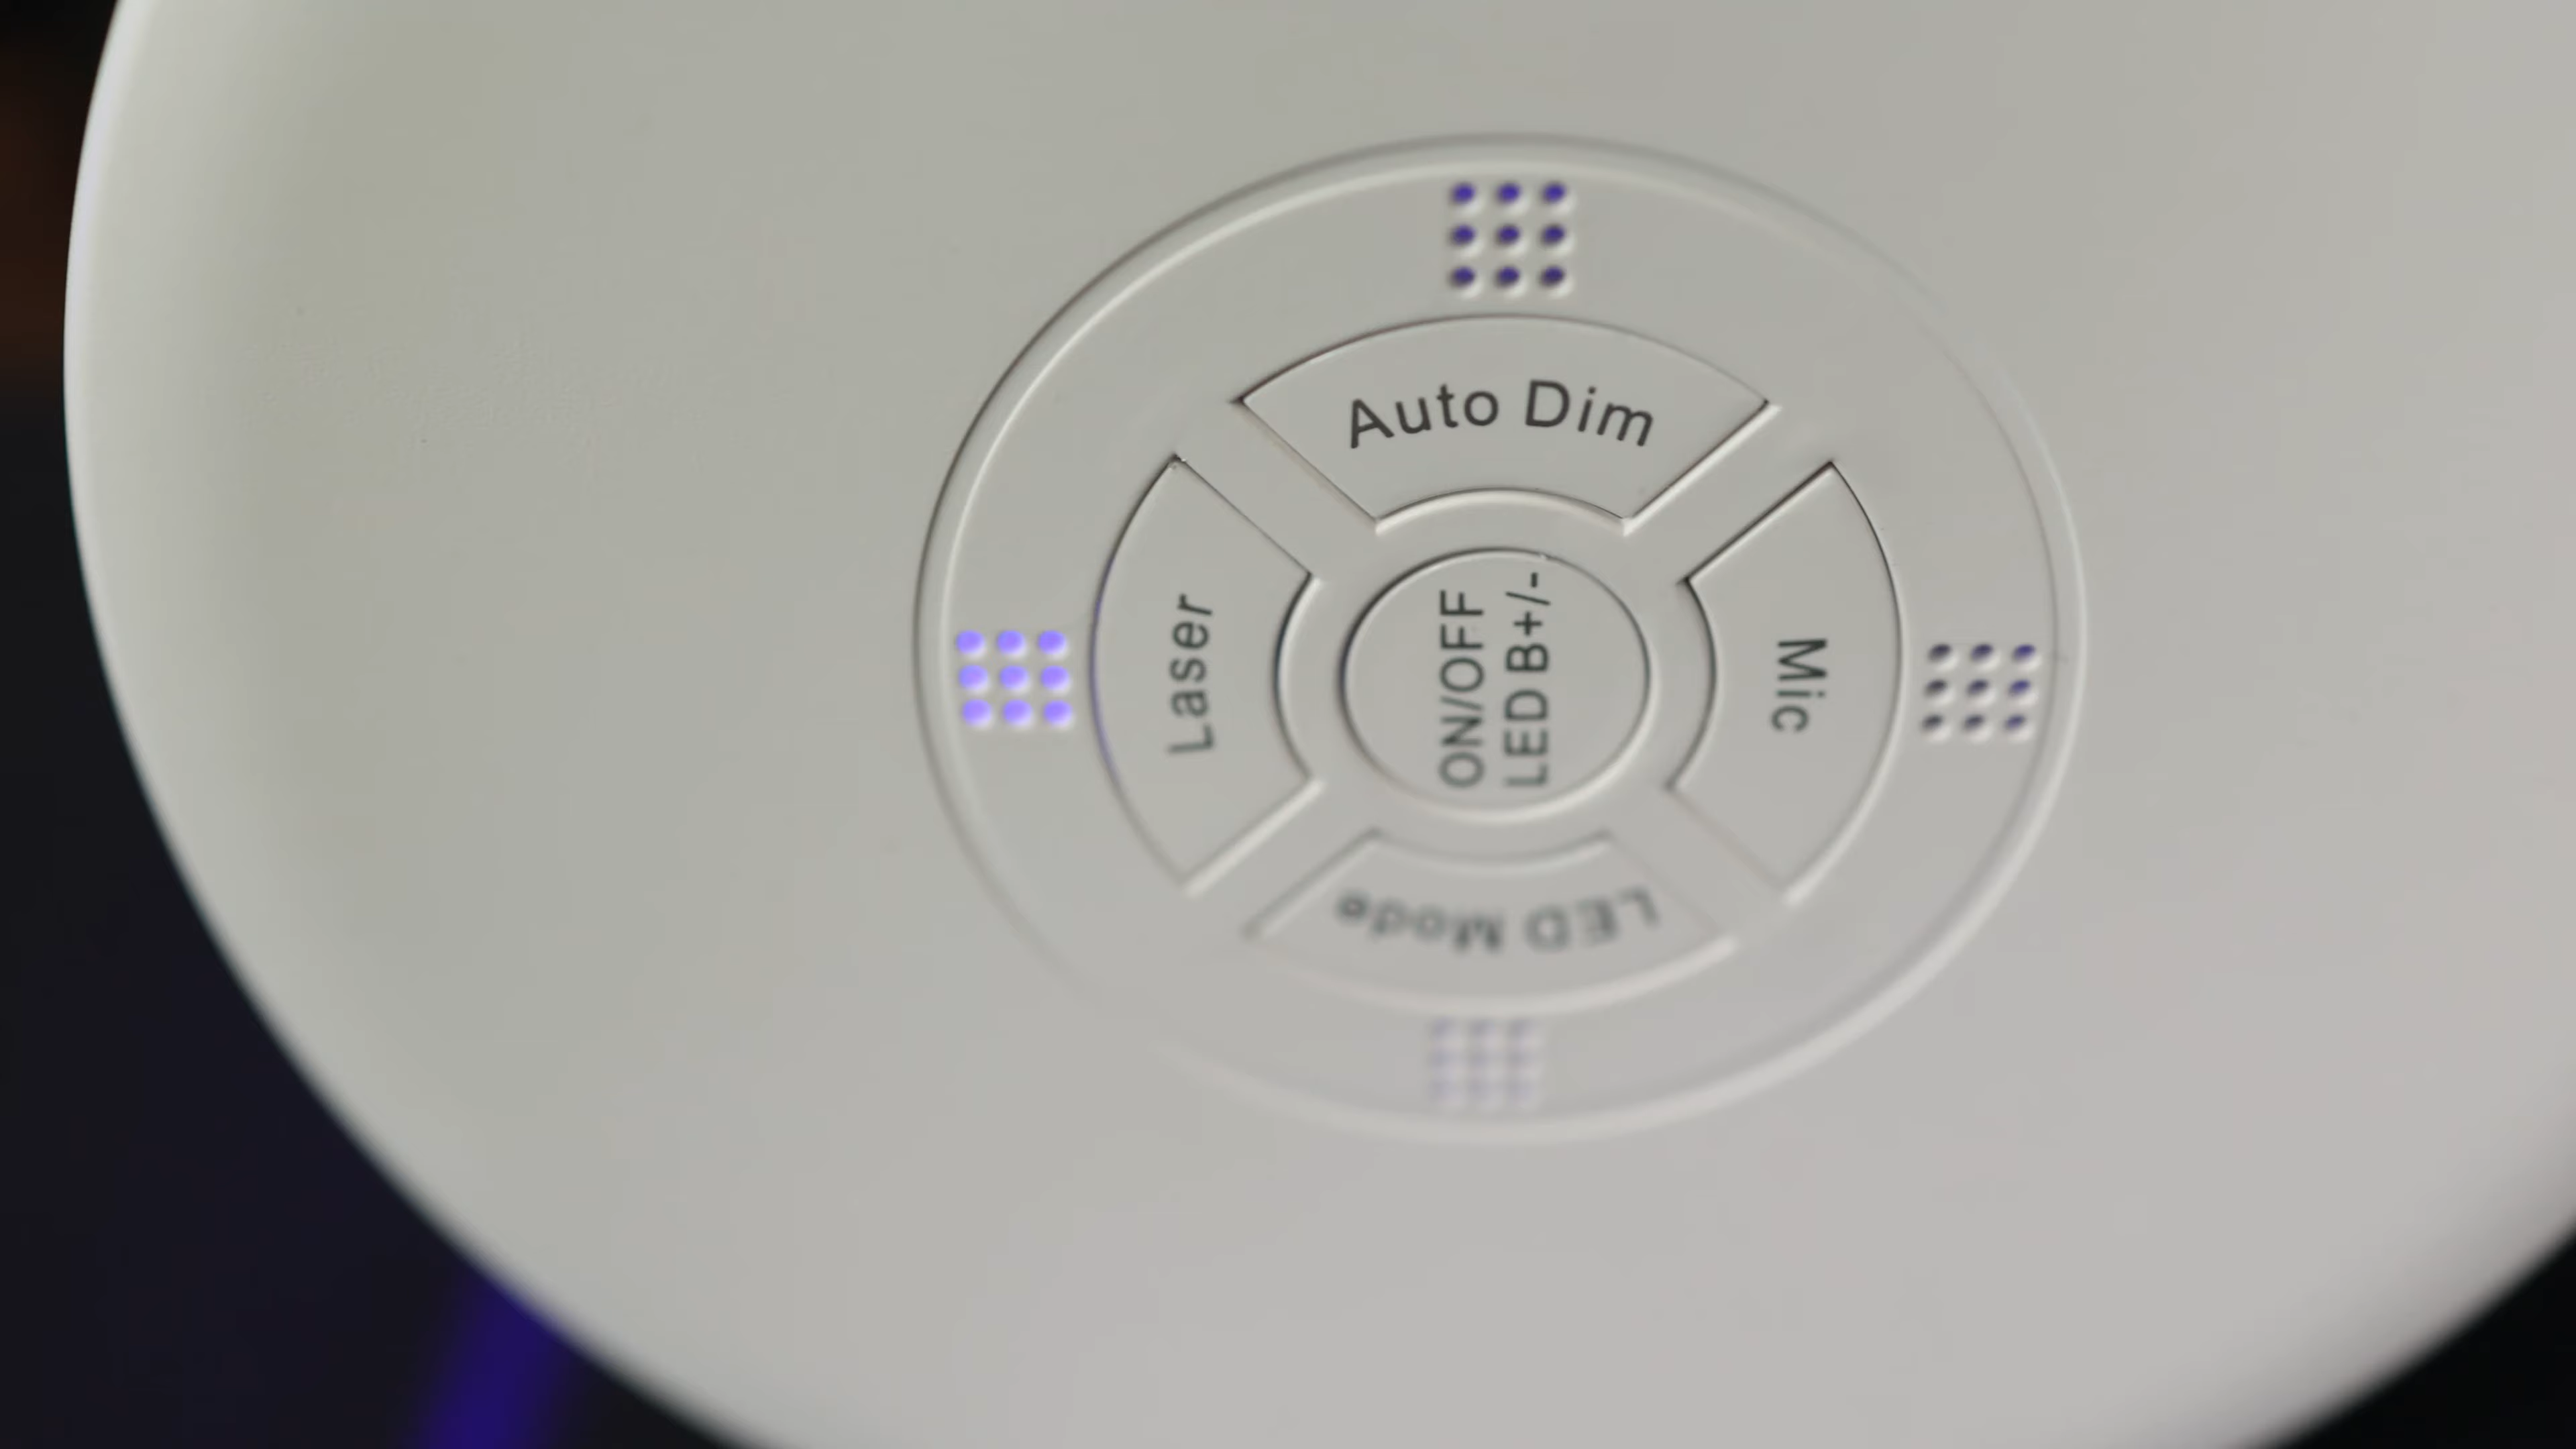 Auto Dim
Laser
ON/OFF
LED B+/-
Mic
LED Mode